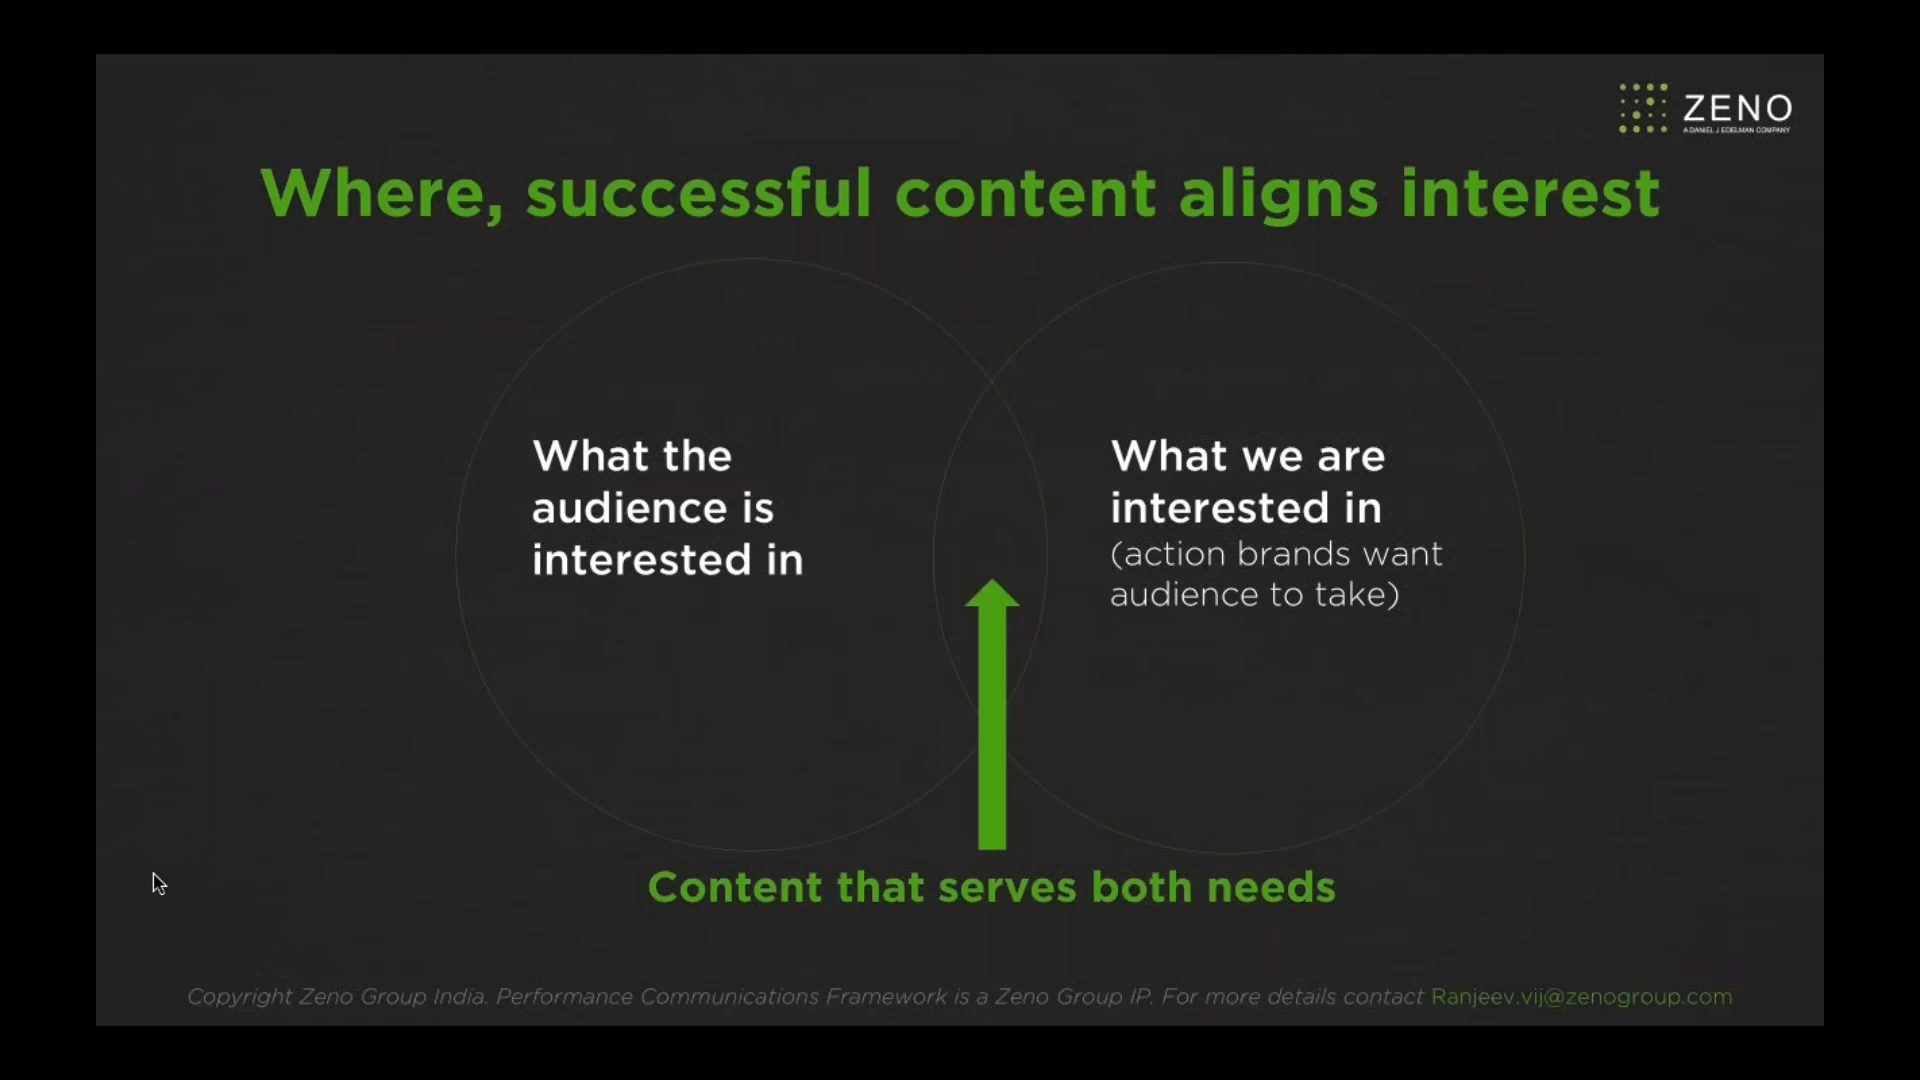 ZENO
A DANIEL J EDELMAN COMPANY
Where, successful content aligns interest
What the
audience is
interested in
What we are
interested in
(action brands want
audience to take)
Content that serves both needs
Copyright Zeno Group India. Performance Communications Framework is a Zeno Group IP. For more details contact Ranjeev.vij@zenogroup.com